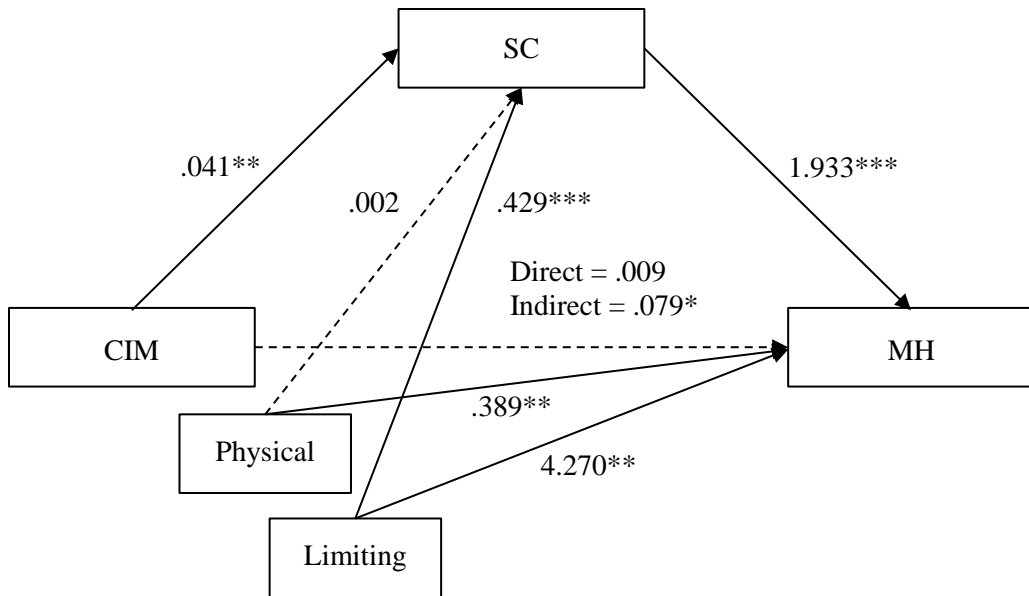 SC
.041**
1.933***
.002
.429***
Direct = .009
Indirect = .079*
CIM
MH
.389**
Physical
4.270**
Limiting